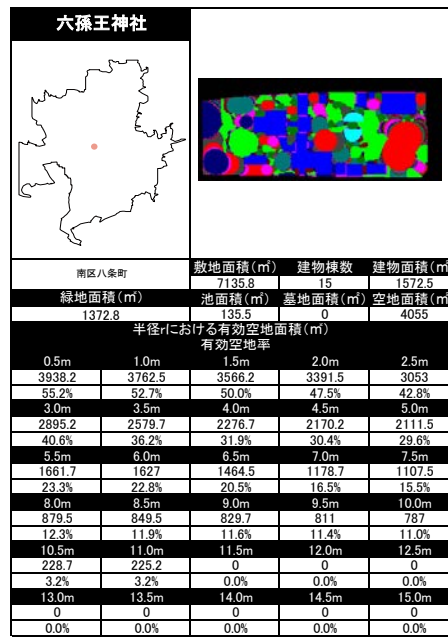 六孫王神社
南区八条町 敷地面積(㎡) 建物棟数 建物面積(㎡
7135.8 15 1572.5
緑地面積(㎡) 池面積(㎡) 墓地面積(㎡) 空地面積(㎡
1372.8 135.5 0 4055
半径rにおける有効空地面積(㎡)
有効空地率
0.5m 1.0m 1.5m 2.0m 2.5m
3938.2 3762.5 3566.2 3391.5 3053
55.2% 52.7% 50.0% 47.5% 42.8%
3.0m 3.5m 4.0m 4.5m 5.0m
2895.2 2579.7 2276.7 2170.2 2111.5
40.6% 36.2% 31.9% 30.4% 29.6%
5.5m 6.0m 6.5m 7.0m 7.5m
1661.7 1627 1464.5 1178.7 1107.5
23.3% 22.8% 20.5% 16.5% 15.5%
8.0m 8.5m 9.0m 9.5m 10.0m
879.5 849.5 829.7 811 787
12.3% 11.9% 11.6% 11.4% 11.0%
10.5m 11.0m 11.5m 12.0m 12.5m
228.7 225.2 0 0 0
3.2% 3.2% 0.0% 0.0% 0.0%
13.0m 13.5m 14.0m 14.5m 15.0m
0 0 0 0 0
0.0% 0.0% 0.0% 0.0% 0.0%